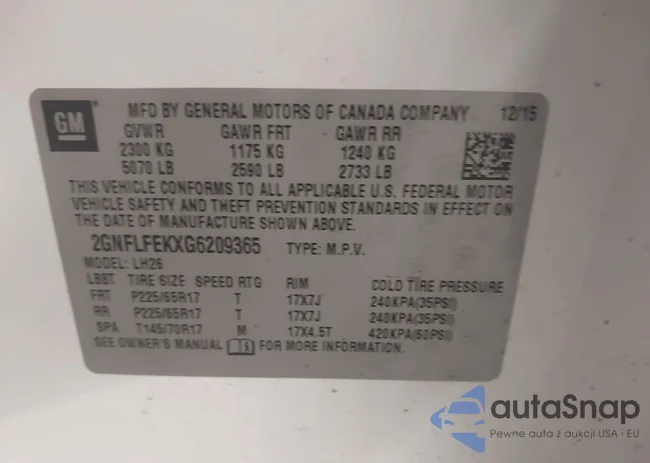 GM
MFD BY GENERAL MOTORS OF CANADA COMPANY 12/15
GVWR GAWR FRT GAWR RR
2300 KG 1175 KG 1240 KG
5070 LB 2590 LB 2733 LB
THIS VEHICLE CONFORMS TO ALL APPLICABLE U.S. FEDERAL MOTOR
VEHICLE SAFETY AND THEFT PREVENTION STANDARDS IN EFFECT ON
THE DATE OF MANUFACTURE SHOWN ABOVE.
2GNFLFEKXG6209365 TYPE: M.P.V.
MODEL: LH26
LBBT TIRE SIZE SPEED RTG RIM COLD TIRE PRESSURE
FRT P225/65R17 T 17X7J 240KPA(35PSI)
RR P225/65R17 T 17X7J 240KPA(35PSI)
SPA T145/70R17 M 17X4.5T 420KPA(60PSI)
SEE OWNER'S MANUAL FOR MORE INFORMATION.
autaSnap
Pewne auta z aukcji USA i EU